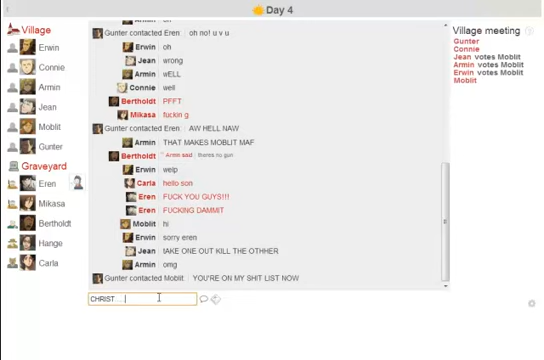 Day 4
Village
Erwin
Connie
Armin
Jean
Moblit
Gunter
Graveyard
Eren
Mikasa
Bertholdt
Hange
Carla
Gunter contacted Eren oh no! u v u
Erwin oh
Jean wrong
Armin wELL
Connie well
Bertholdt PFFT
Mikasa fuckin g
Gunter contacted Eren AW HELL NAW
Armin THAT MAKES MOBLIT MAF
Bertholdt
Erwin welp
Carla hello son
Eren FUCK YOU GUYS!!!!
Eren FUCKING DAMMIT
Moblit hi
Erwin sorry eren
Jean tAKE ONE OUT KILL THE OTHHER
Armin omg
Gunter contacted Moblit YOU'RE ON MY SHIT LIST NOW
CHRIST
Village meeting
Gunter
Connie
Jean votes Moblit
Armin votes Moblit
Erwin votes Moblit
Moblit